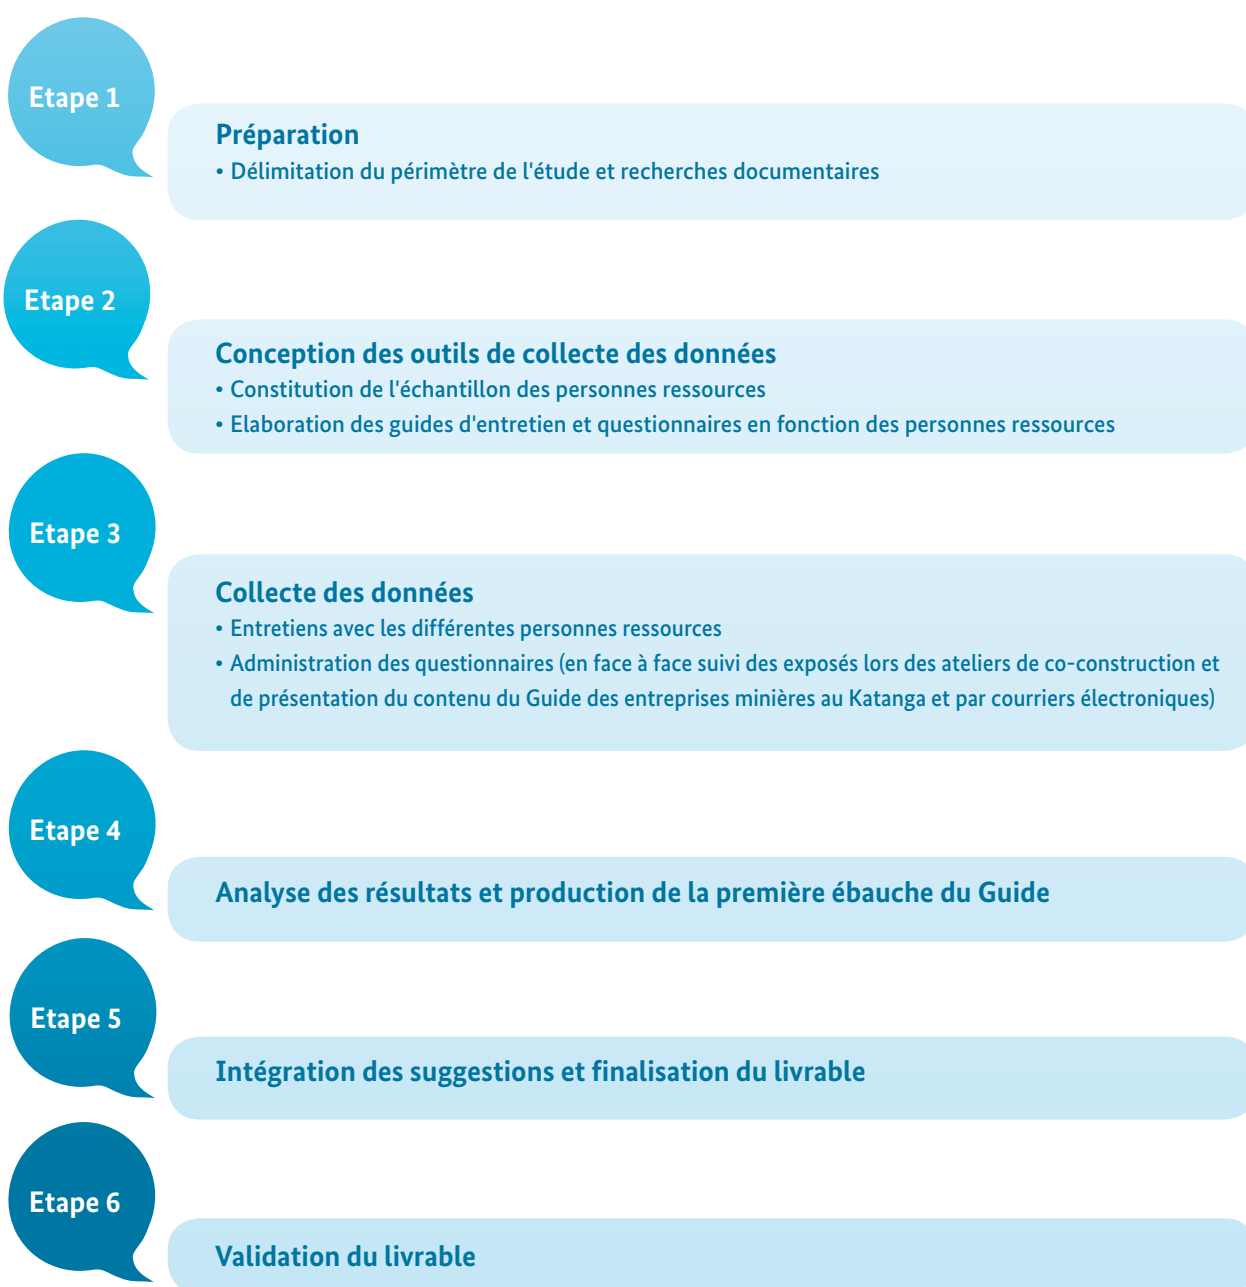 Etape 1
Préparation
• Délimitation du périmètre de l'étude et recherches documentaires
Etape 2
Conception des outils de collecte des données
• Constitution de l'échantillon des personnes ressources
• Elaboration des guides d'entretien et questionnaires en fonction des personnes ressources
Etape 3
Collecte des données
• Entretiens avec les différentes personnes ressources
• Administration des questionnaires (en face à face suivi des exposés lors des ateliers de co-construction et
de présentation du contenu du Guide des entreprises minières au Katanga et par courriers électroniques)
Etape 4
Analyse des résultats et production de la première ébauche du Guide
Etape 5
Intégration des suggestions et finalisation du livrable
Etape 6
Validation du livrable